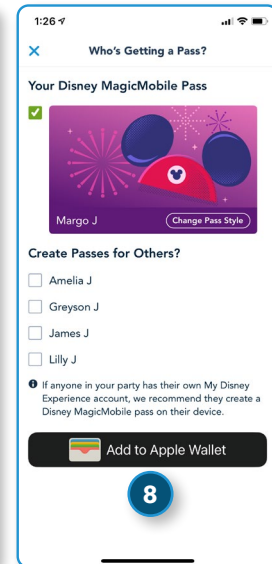 1:26
Who's Getting a Pass?
Your Disney MagicMobile Pass
Margo J
Change Pass Style
Create Passes for Others?
Amelia J
Greyson J
James J
Lilly J
If anyone in your party has their own My Disney
Experience account, we recommend they create a
Disney MagicMobile pass on their device.
Add to Apple Wallet
8